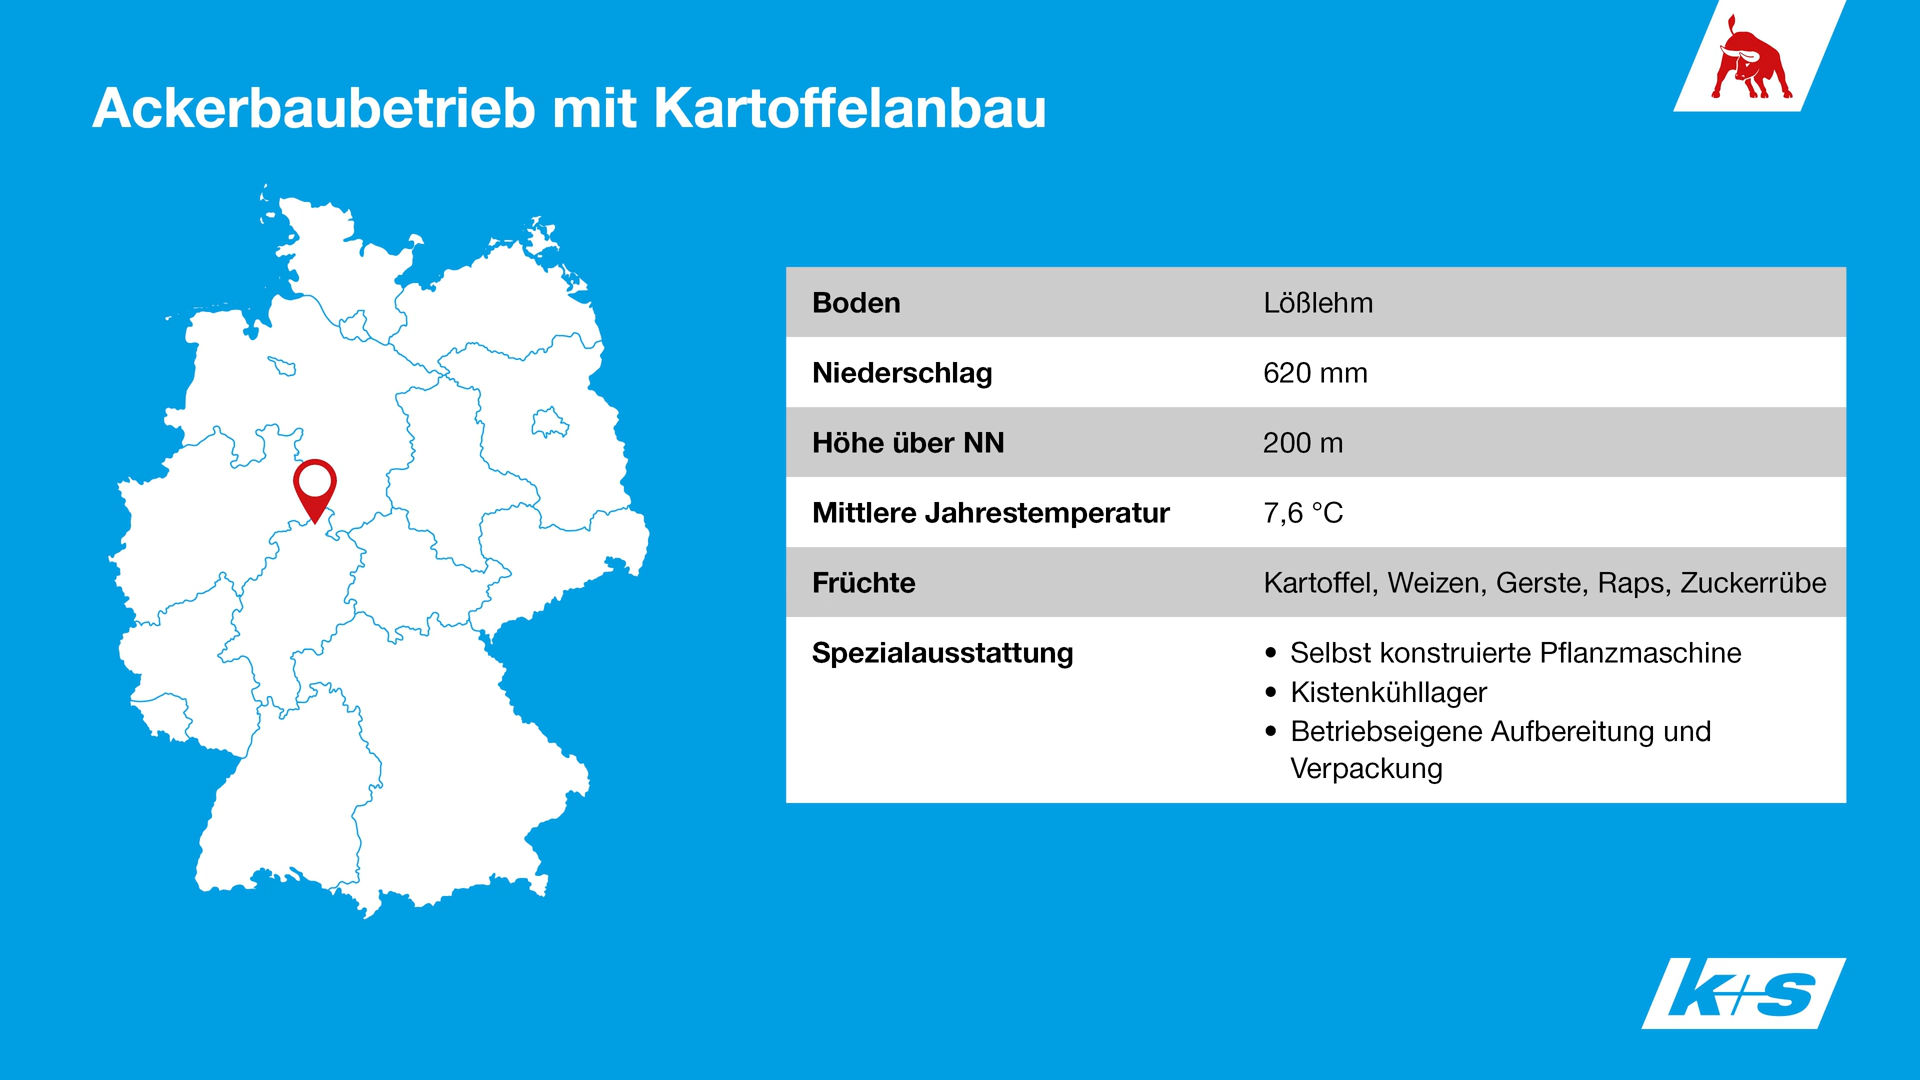 Ackerbaubetrieb mit Kartoffelanbau
Boden Lößlehm
Niederschlag 620 mm
Höhe über NN 200 m
Mittlere Jahrestemperatur 7,6 °C
Früchte Kartoffel, Weizen, Gerste, Raps, Zuckerrübe
Spezialausstattung • Selbst konstruierte Pflanzmaschine
• Kistenkühllager
• Betriebseigene Aufbereitung und
Verpackung
K+S